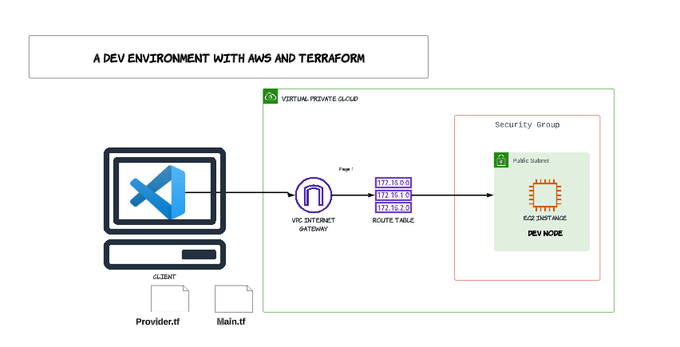 A DEV ENVIRONMENT WITH AWS AND TERRAFORM
VIRTUAL PRIVATE CLOUD
Security Group
Public Subnet
Page 1
172.16.0.0
172.16.1.0
172.16.2.0
VPC INTERNET
GATEWAY
ROUTE TABLE
EC2 INSTANCE
DEV NODE
CLIENT
Provider.tf
Main.tf